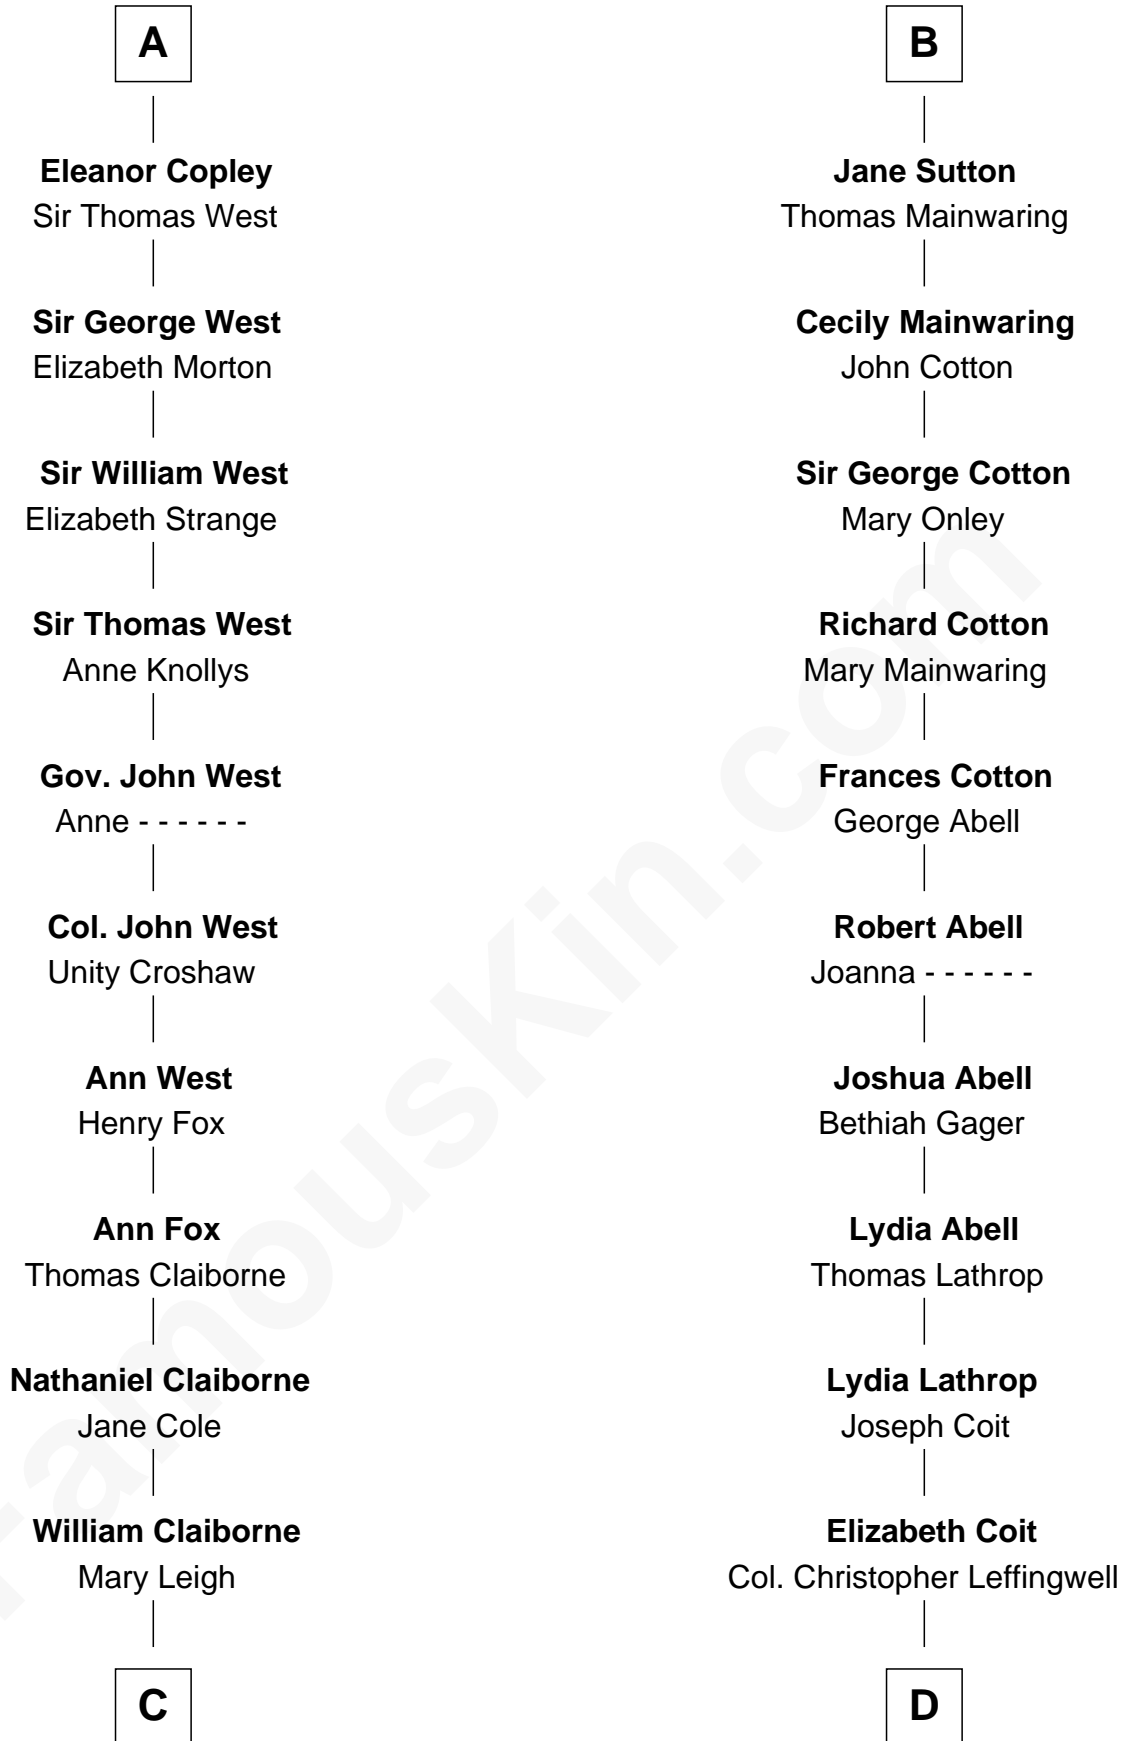 A
Eleanor Copley
Sir Thomas West
Sir George West
Elizabeth Morton
Sir William West
Elizabeth Strange
Sir Thomas West
Anne Knollys
Gov. John West
Anne - - - - - -
Col. John West
Unity Croshaw
Ann West
Henry Fox
Ann Fox
Thomas Claiborne
Nathaniel Claiborne
Jane Cole
William Claiborne
Mary Leigh
C
B
Jane Sutton
Thomas Mainwaring
Cecily Mainwaring
John Cotton
Sir George Cotton
Mary Onley
Richard Cotton
Mary Mainwaring
Frances Cotton
George Abell
Robert Abell
Joanna - - - - - -
Joshua Abell
Bethiah Gager
Lydia Abell
Thomas Lathrop
Lydia Lathrop
Joseph Coit
Elizabeth Coit
Col. Christopher Leffingwell
D
FamousKin.com